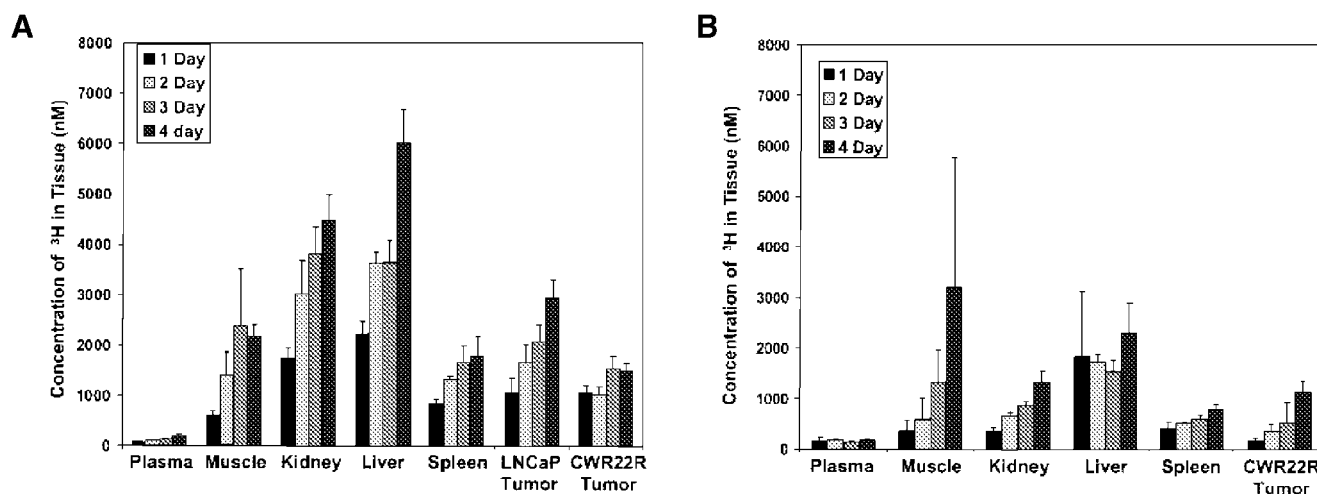 A
Concentration of ³H in Tissue (nM)
8000
7000
6000
5000
4000
3000
2000
1000
0
1 Day
2 Day
3 Day
4 day
Plasma Muscle Kidney Liver Spleen LNCaP CWR22R
Tumor Tumor
B
Concentration of ³H in Tissue (nM)
8000
7000
6000
5000
4000
3000
2000
1000
0
1 Day
2 Day
3 Day
4 Day
Plasma Muscle Kidney Liver Spleen CWR22R
Tumor